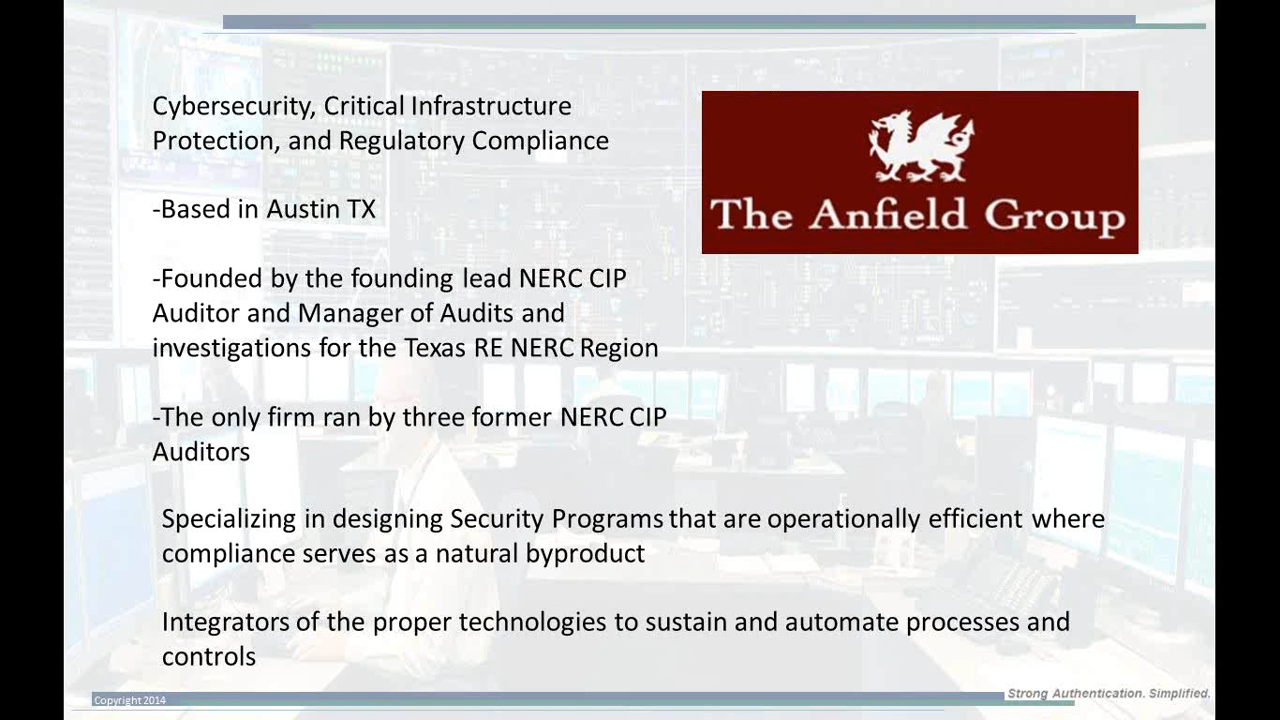 Cybersecurity, Critical Infrastructure
Protection, and Regulatory Compliance
The Anfield Group
-Based in Austin TX
-Founded by the founding lead NERC CIP
Auditor and Manager of Audits and
investigations for the Texas RE NERC Region
-The only firm ran by three former NERC CIP
Auditors
Specializing in designing Security Programs that are operationally efficient where
compliance serves as a natural byproduct
Integrators of the proper technologies to sustain and automate processes and
controls
Copyright 2014
Strong Authentication. Simplified.